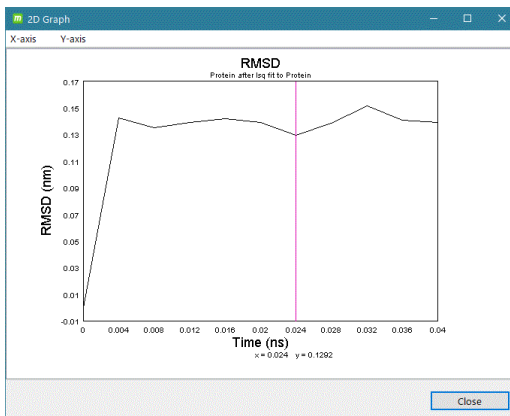 2D Graph
X-axis Y-axis
RMSD
Protein after lsq fit to Protein
0.17
0.15
0.13
0.11
0.09
0.07
0.05
0.03
0.01
-0.01
RMSD (nm)
0 0.004 0.008 0.012 0.016 0.02 0.024 0.028 0.032 0.036 0.04
Time (ns)
x = 0.024 y = 0.1292
Close